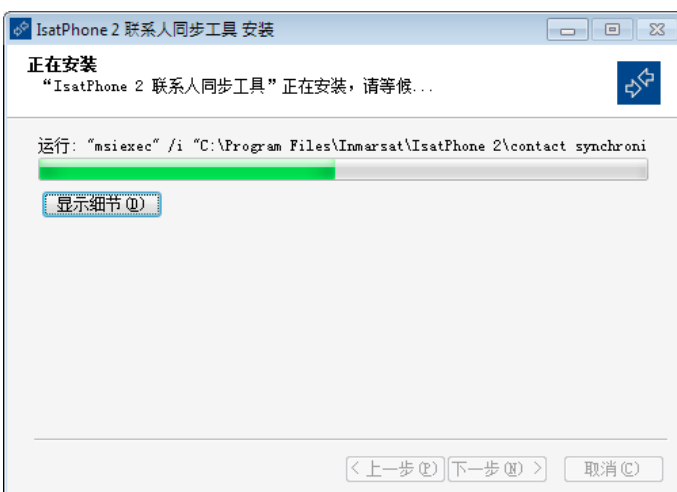 IsatPhone 2 联系人同步工具 安装
正在安装
“IsatPhone 2 联系人同步工具”正在安装，请等候...
运行: "msiexec" /i "C:\Program Files\Inmarsat\IsatPhone 2\contact synchroni
显示细节(D)
< 上一步(P) 下一步(N) > 取消(C)